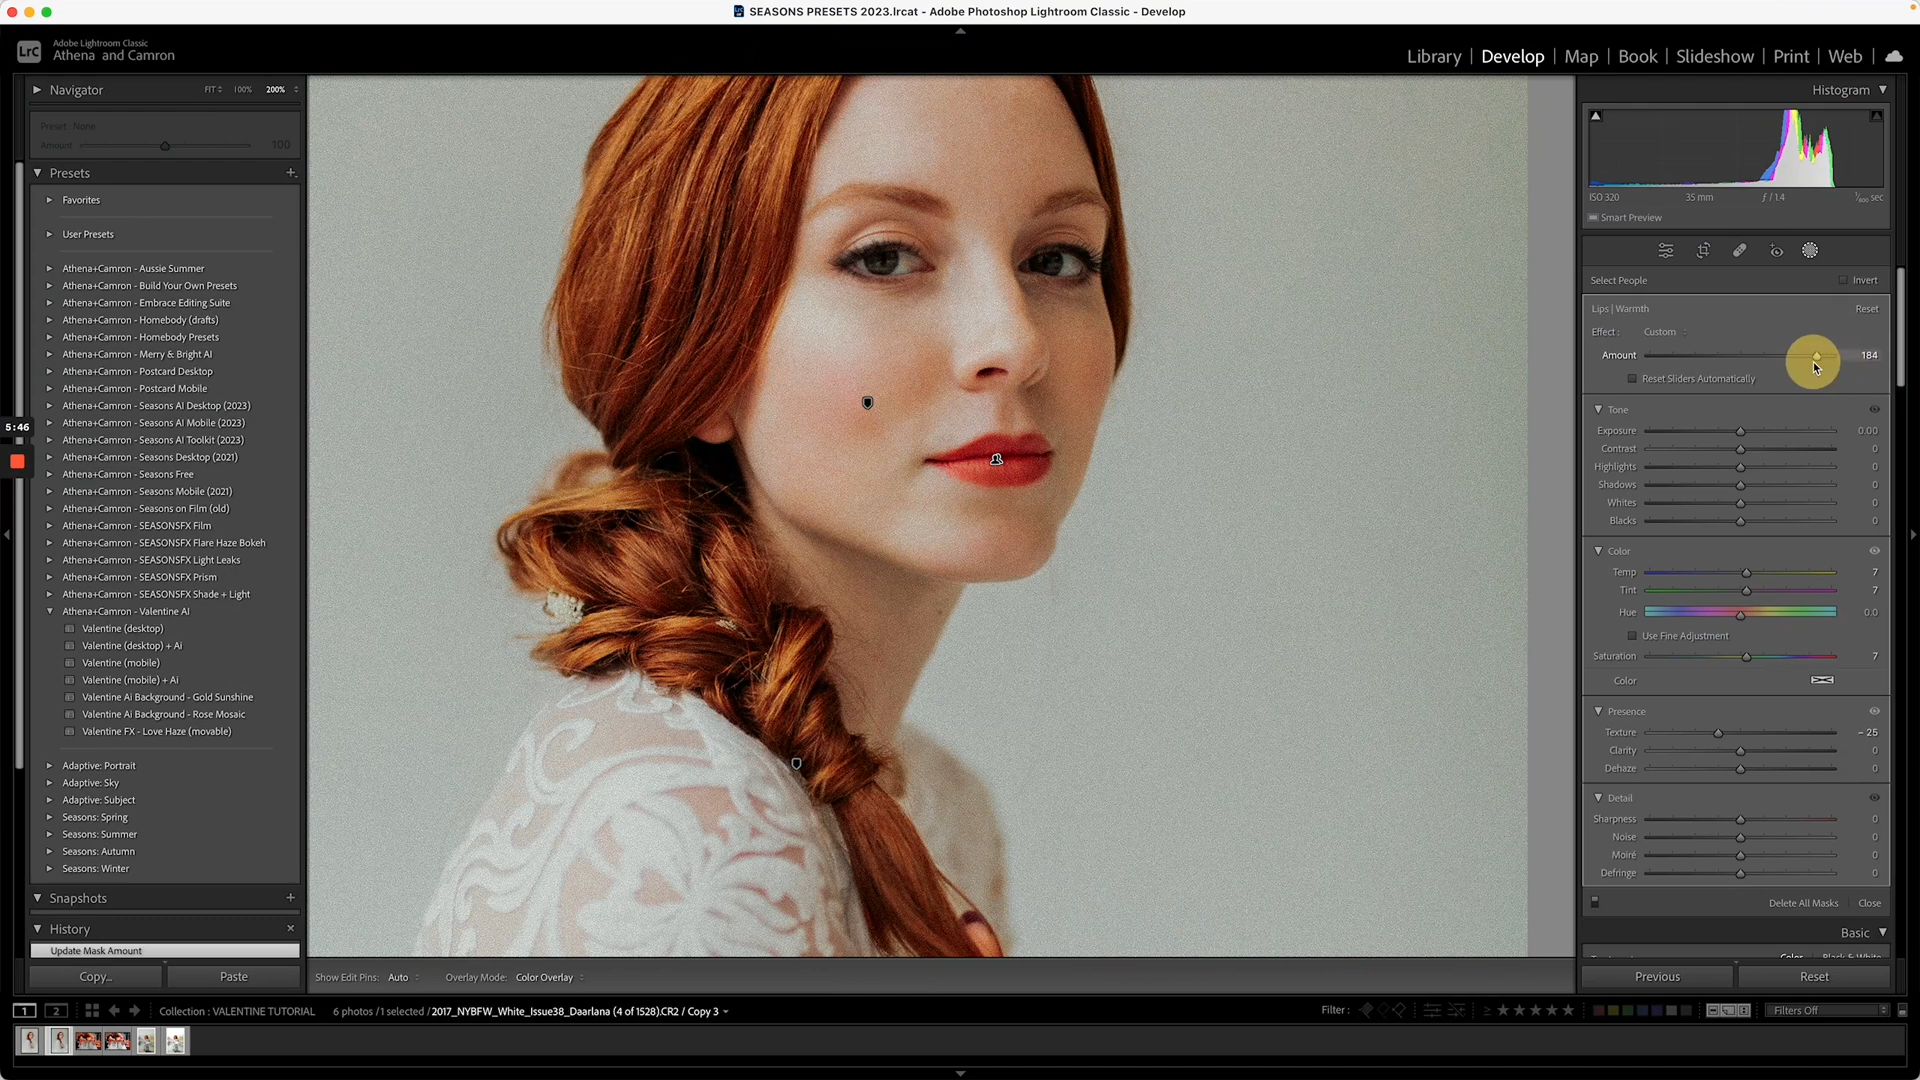 SEASONS PRESETS 2023.lrcat - Adobe Photoshop Lightroom Classic - Develop
LrC
Adobe Lightroom Classic
Athena and Camron
Library | Develop | Map | Book | Slideshow | Print | Web
Navigator
FIT
100%
200%
Preset: None
Amount
100
Presets
Favorites
User Presets
Athena+Camron - Aussie Summer
Athena+Camron - Build Your Own Presets
Athena+Camron - Embrace Editing Suite
Athena+Camron - Homebody (drafts)
Athena+Camron - Homebody Presets
Athena+Camron - Merry & Bright AI
Athena+Camron - Postcard Desktop
Athena+Camron - Postcard Mobile
Athena+Camron - Seasons AI Desktop (2023)
Athena+Camron - Seasons AI Mobile (2023)
Athena+Camron - Seasons AI Toolkit (2023)
Athena+Camron - Seasons Desktop (2021)
Athena+Camron - Seasons Free
Athena+Camron - Seasons Mobile (2021)
Athena+Camron - Seasons on Film (old)
Athena+Camron - SEASONSFX Film
Athena+Camron - SEASONSFX Flare Haze Bokeh
Athena+Camron - SEASONSFX Light Leaks
Athena+Camron - SEASONSFX Prism
Athena+Camron - SEASONSFX Shade + Light
Athena+Camron - Valentine AI
Valentine (desktop)
Valentine (desktop) + Ai
Valentine (mobile)
Valentine (mobile) + Ai
Valentine Ai Background - Gold Sunshine
Valentine Ai Background - Rose Mosaic
Valentine FX - Love Haze (movable)
Adaptive: Portrait
Adaptive: Sky
Adaptive: Subject
Seasons: Spring
Seasons: Summer
Seasons: Autumn
Seasons: Winter
5:46
Snapshots
History
Update Mask Amount
Copy...
Paste
Show Edit Pins: Auto
Overlay Mode: Color Overlay
Histogram
ISO 320
35 mm
ƒ / 1.4
1/800 sec
Smart Preview
Select People
Invert
Lips | Warmth
Reset
Effect: Custom
Amount 184
Reset Sliders Automatically
Tone
Exposure 0.00
Contrast 0
Highlights 0
Shadows 0
Whites 0
Blacks 0
Color
Temp 7
Tint 7
Hue 0.0
Use Fine Adjustment
Saturation 7
Color
Presence
Texture - 25
Clarity 0
Dehaze 0
Detail
Sharpness 0
Noise 0
Moiré 0
Defringe 0
Delete All Masks
Close
Basic
Color
Black & White
Previous
Reset
1
2
Collection : VALENTINE TUTORIAL
6 photos / 1 selected / 2017_NYBFW_White_Issue38_Daarlana (4 of 1528).CR2 / Copy 3
Filter :
Filters Off